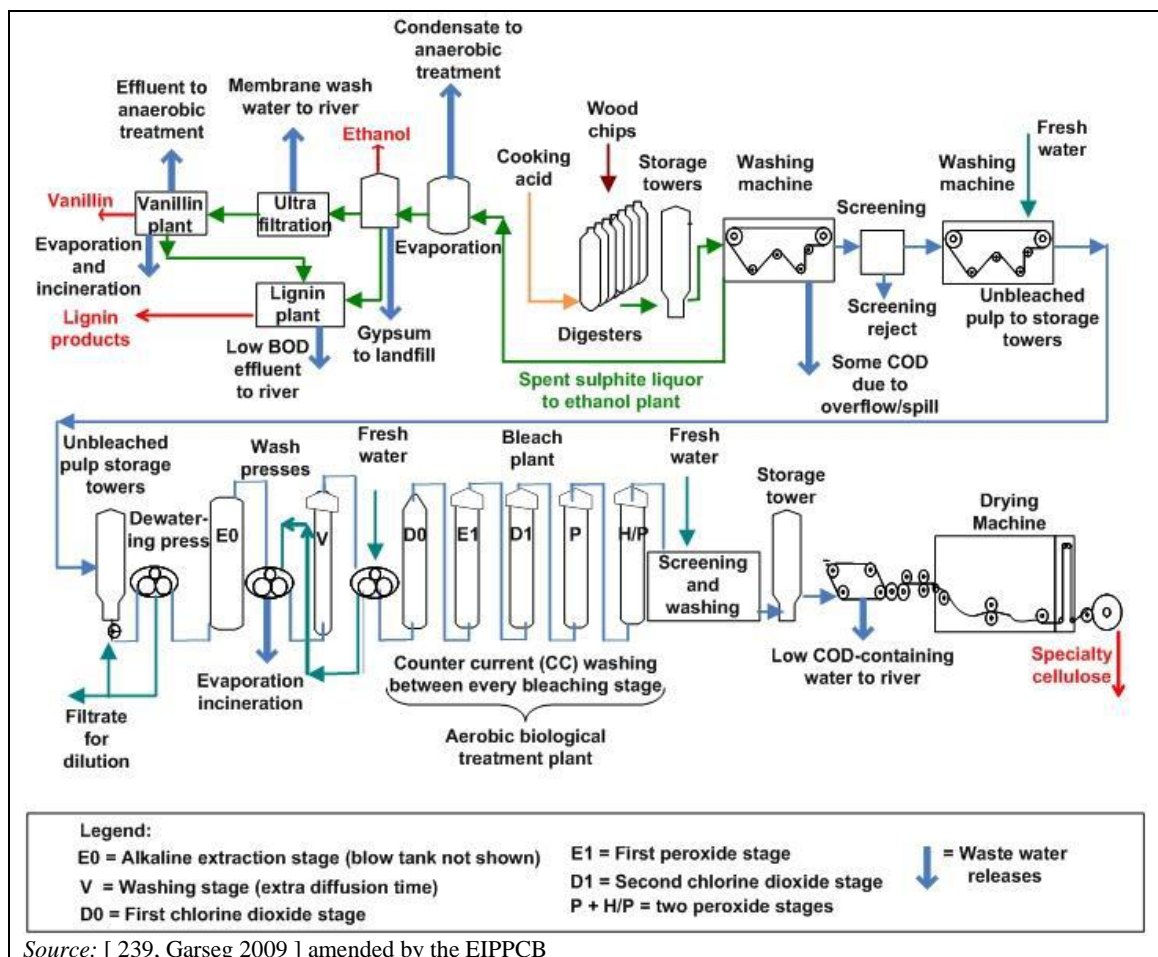 Condensate to
anaerobic
treatment
Effluent to
anaerobic
treatment
Membrane wash
water to river
Ethanol
Wood
chips
Cooking
acid
Storage
towers
Washing
machine
Screening
Washing
machine
Fresh
water
Vanillin
Vanillin
plant
Ultra
filtration
Evaporation
Evaporation
and
incineration
Lignin
plant
Lignin
products
Low BOD
effluent
to river
Gypsum
to landfill
Digesters
Spent sulphite liquor
to ethanol plant
Screening
reject
Some COD
due to
overflow/spill
Unbleached
pulp to storage
towers
Unbleached
pulp storage
towers
Dewater-
ing press
E0
Wash
presses
V
Fresh
water
Bleach
plant
D0
E1
D1
P
H/P
Fresh
water
Screening
and
washing
Storage
tower
Drying
Machine
Filtrate
for
dilution
Evaporation
incineration
Counter current (CC) washing
between every bleaching stage
Aerobic biological
treatment plant
Low COD-containing
water to river
Specialty
cellulose
Legend:
E0 = Alkaline extraction stage (blow tank not shown)
V = Washing stage (extra diffusion time)
D0 = First chlorine dioxide stage
E1 = First peroxide stage
D1 = Second chlorine dioxide stage
P + H/P = two peroxide stages
= Waste water
releases
Source: [ 239, Garseg 2009 ] amended by the EIPPCB